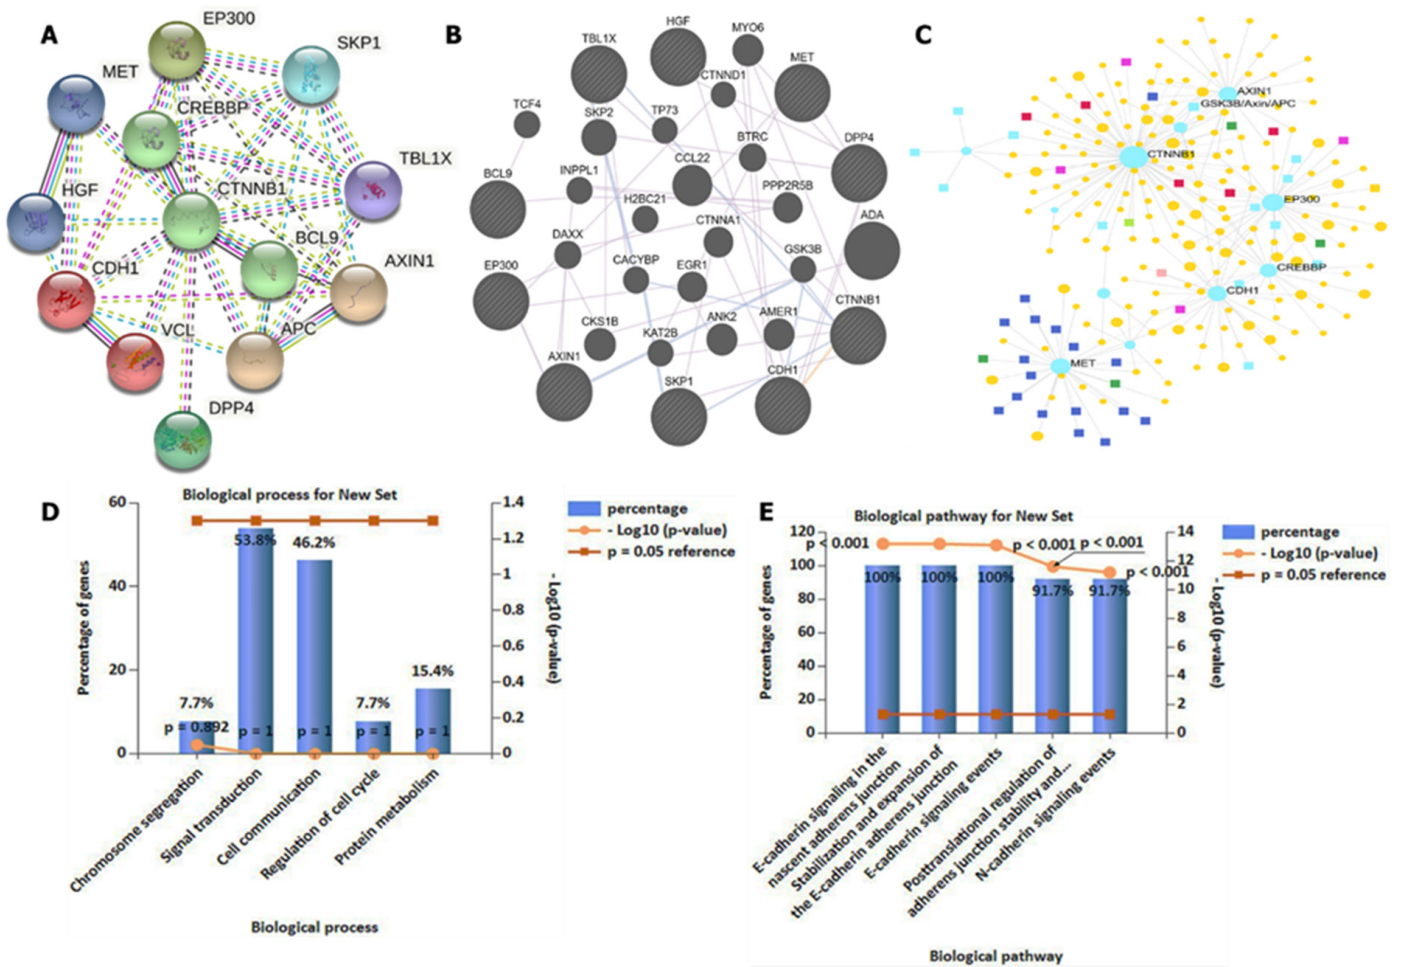 A
EP300
SKP1
MET
CREBBP
TBL1X
HGF
CTNNB1
BCL9
AXIN1
CDH1
VCL
APC
DPP4
B
HGF
MYO6
TBL1X
MET
CTNND1
TCF4
SKP2
TP73
BTRC
DPP4
CCL22
BCL9
INPPL1
PPP2R5B
H2BC21
CTNNA1
ADA
DAXX
GSK3B
CACYBP
EGR1
EP300
CTNNB1
CKS1B
ANK2
AMER1
KAT2B
AXIN1
SKP1
CDH1
C
AXIN1
GSK3B/Axin/APC
CTNNB1
EP300
CREBBP
CDH1
MET
D
Biological process for New Set
percentage
- Log10 (p-value)
p = 0.05 reference
Percentage of genes
60
40
20
0
1.4
1.2
1
0.8
0.6
0.4
0.2
0
- Log10 (p-value)
7.7%
53.8%
46.2%
7.7%
15.4%
p = 0.892
p = 1
p = 1
p = 1
p = 1
Chromosome segregation
Signal transduction
Cell communication
Regulation of cell cycle
Protein metabolism
Biological process
E
Biological pathway for New Set
percentage
- Log10 (p-value)
p = 0.05 reference
Percentage of genes
120
100
80
60
40
20
0
14
12
10
8
6
4
2
0
- Log10 (p-value)
p < 0.001
p < 0.001
p < 0.001
p < 0.001
100%
100%
100%
91.7%
91.7%
E-cadherin signaling in the
nascent adherens junction
Stabilization and expansion of
the E-cadherin adherens junction
E-cadherin signaling events
Posttranslational regulation of
adherens junction stability and...
N-cadherin signaling events
Biological pathway